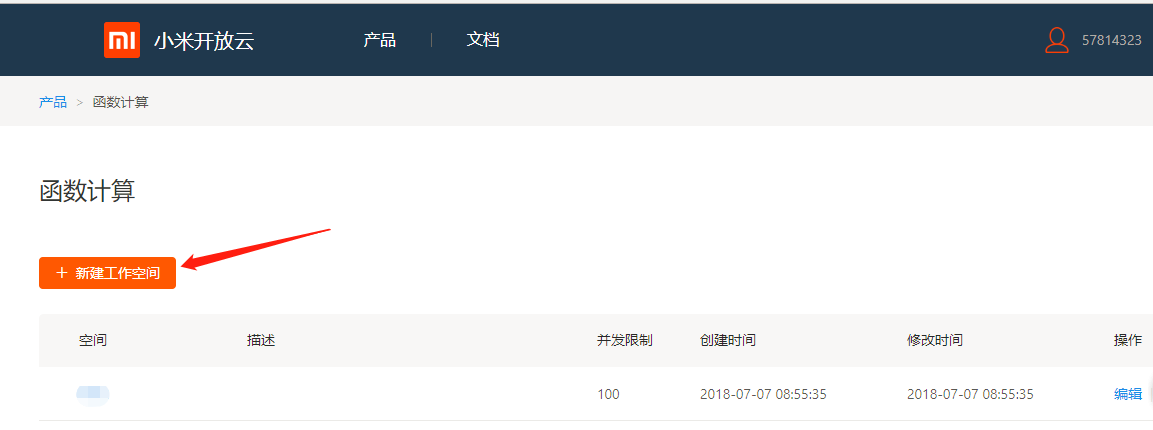 小米开放云 产品 | 文档 57814323
产品 > 函数计算
函数计算
+ 新建工作空间
空间 描述 并发限制 创建时间 修改时间 操作
100 2018-07-07 08:55:35 2018-07-07 08:55:35 编辑